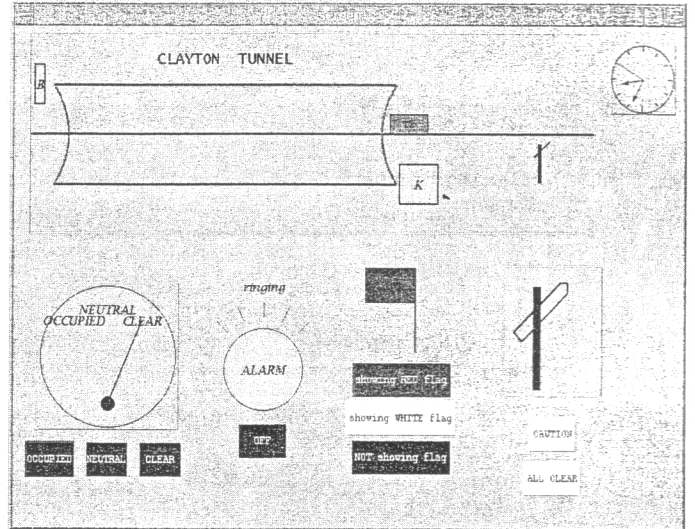 CLAYTON TUNNEL
B
K
NEUTRAL
OCCUPIED CLEAR
ringing
ALARM
OFF
showing RED flag
showing WHITE flag
NOT showing flag
OCCUPIED
NEUTRAL
CLEAR
CAUTION
ALL CLEAR